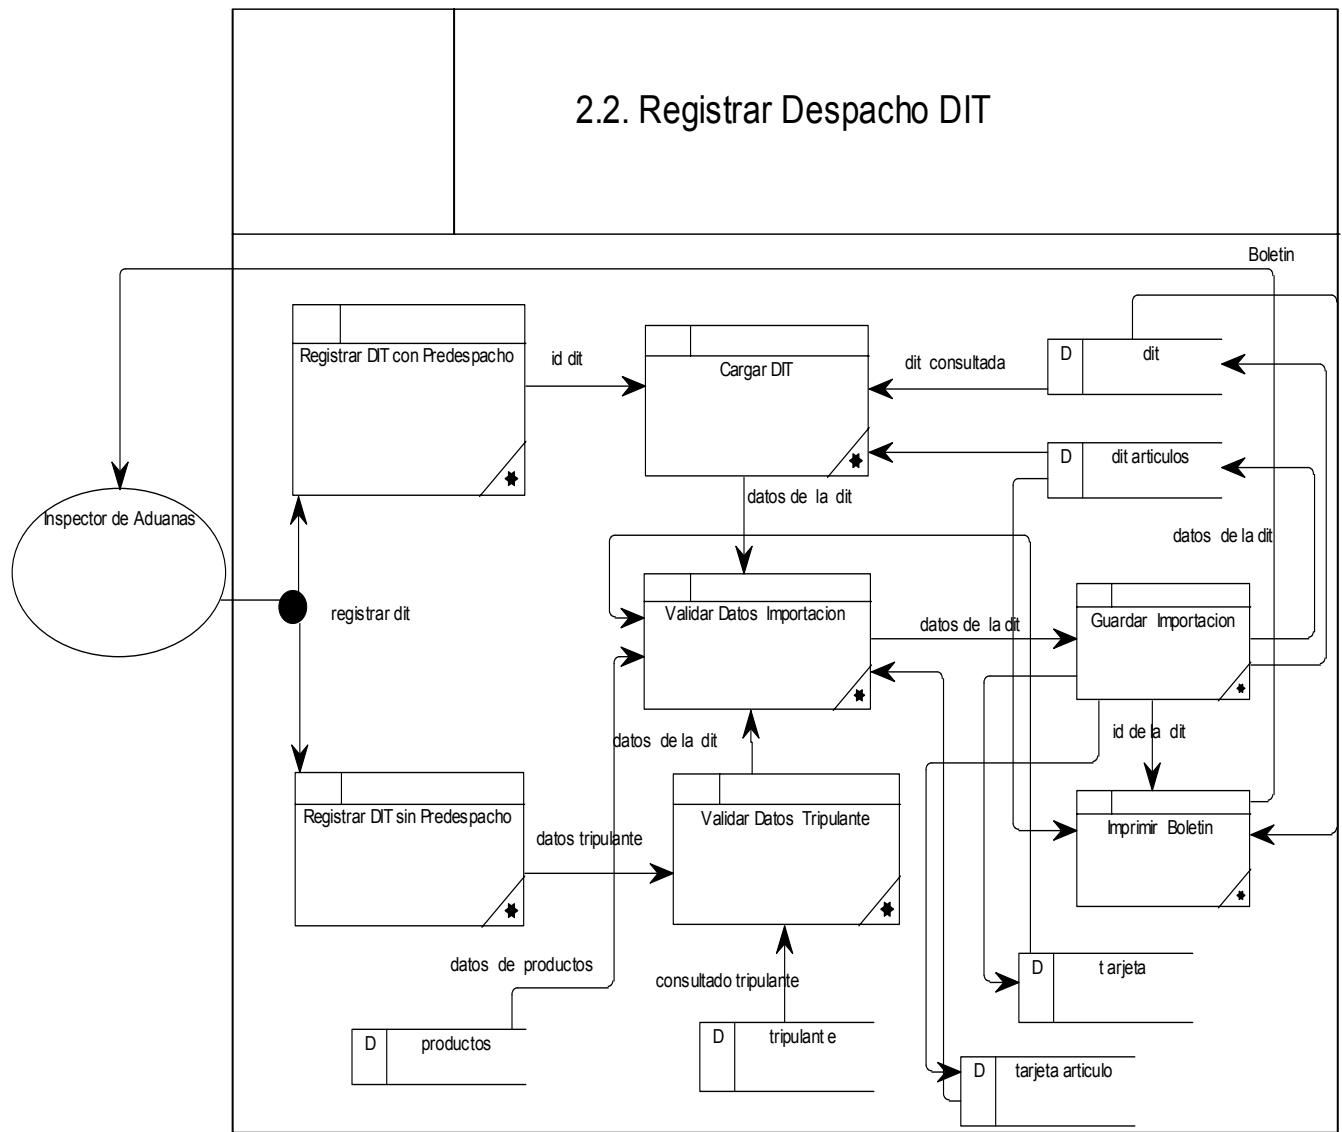 2.2. Registrar Despacho DIT
Boletin
Registrar DIT con Predespacho
id dit
Cargar DIT
dit consultada
D
dit
D
dit articulos
datos de la dit
datos de la dit
Inspector de Aduanas
registrar dit
Validar Datos Importacion
datos de la dit
Guardar Importacion
datos de la dit
id de la dit
Registrar DIT sin Predespacho
datos tripulante
Validar Datos Tripulante
Imprimir Boletin
datos de productos
consultado tripulante
D
tarjeta
D
productos
D
tripulante
D
tarjeta articulo